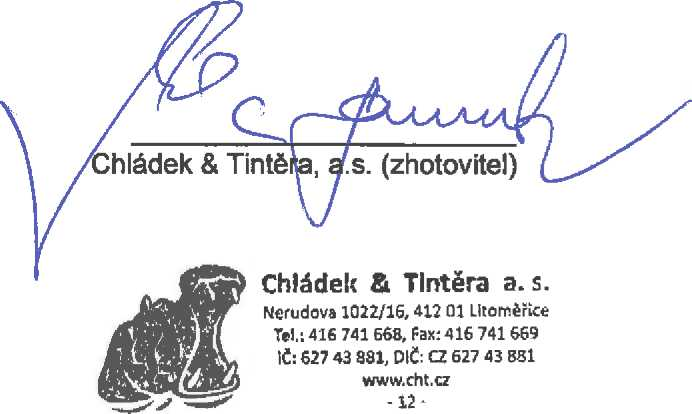 Chládek & Tintěra, a.s. (zhotovitel)
Chládek & Tintěra a. s.
Nerudova 1022/16, 412 01 Litoměřice
Tel.: 416 741 668, Fax: 416 741 669
IČ: 627 43 881, DIČ: CZ 627 43 881
www.cht.cz
- 12 -